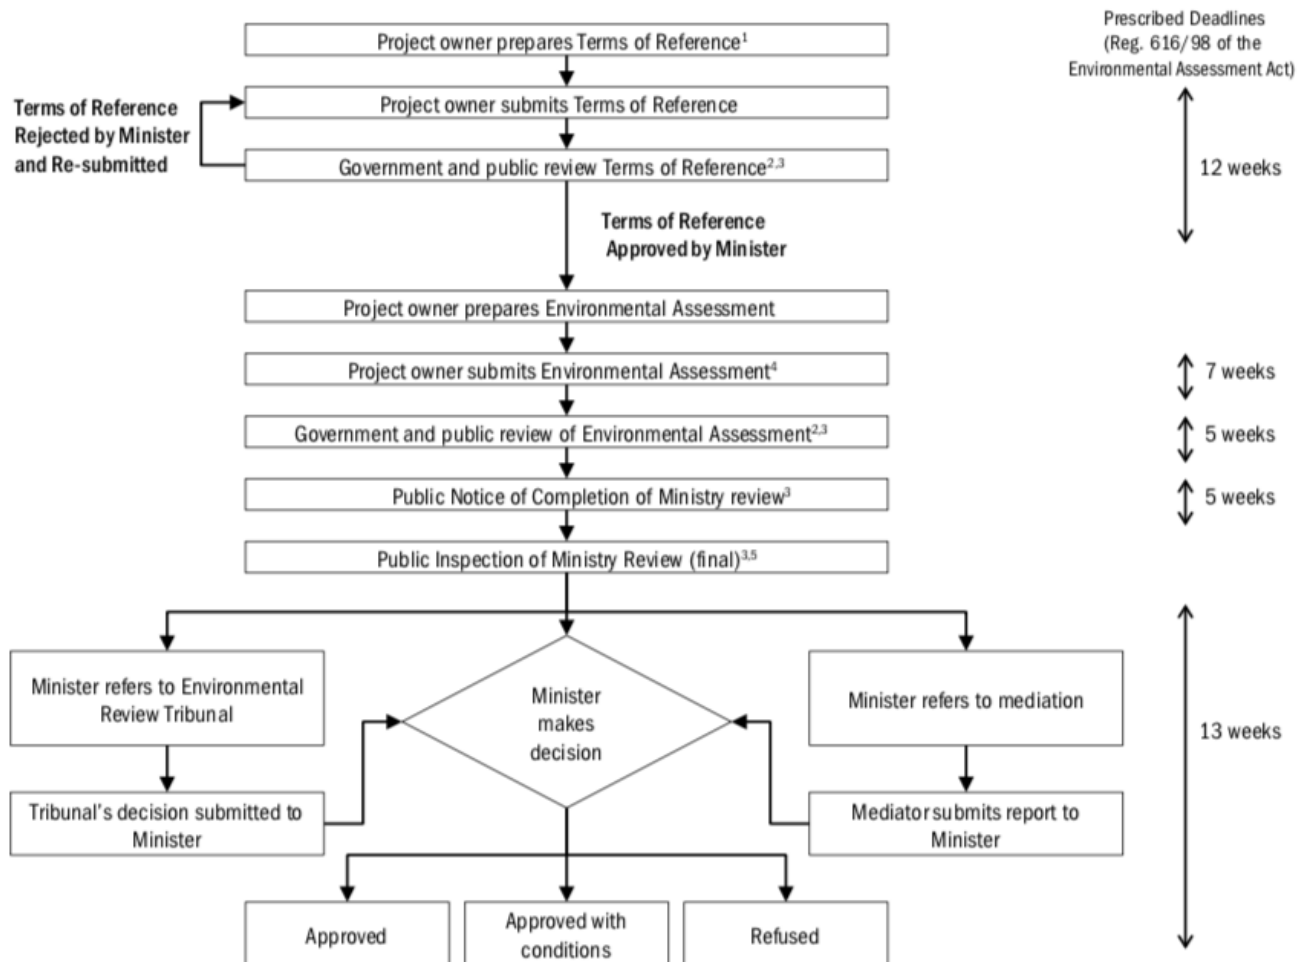 Prescribed Deadlines
(Reg. 616/98 of the
Environmental Assessment Act)
Project owner prepares Terms of Reference¹
Project owner submits Terms of Reference
Terms of Reference
Rejected by Minister
and Re-submitted
Government and public review Terms of Reference²,³
12 weeks
Terms of Reference
Approved by Minister
Project owner prepares Environmental Assessment
Project owner submits Environmental Assessment⁴
7 weeks
Government and public review of Environmental Assessment²,³
5 weeks
Public Notice of Completion of Ministry review³
5 weeks
Public Inspection of Ministry Review (final)³,⁵
Minister refers to Environmental
Review Tribunal
Minister
makes
decision
Minister refers to mediation
13 weeks
Tribunal's decision submitted to
Minister
Mediator submits report to
Minister
Approved
Approved with
conditions
Refused